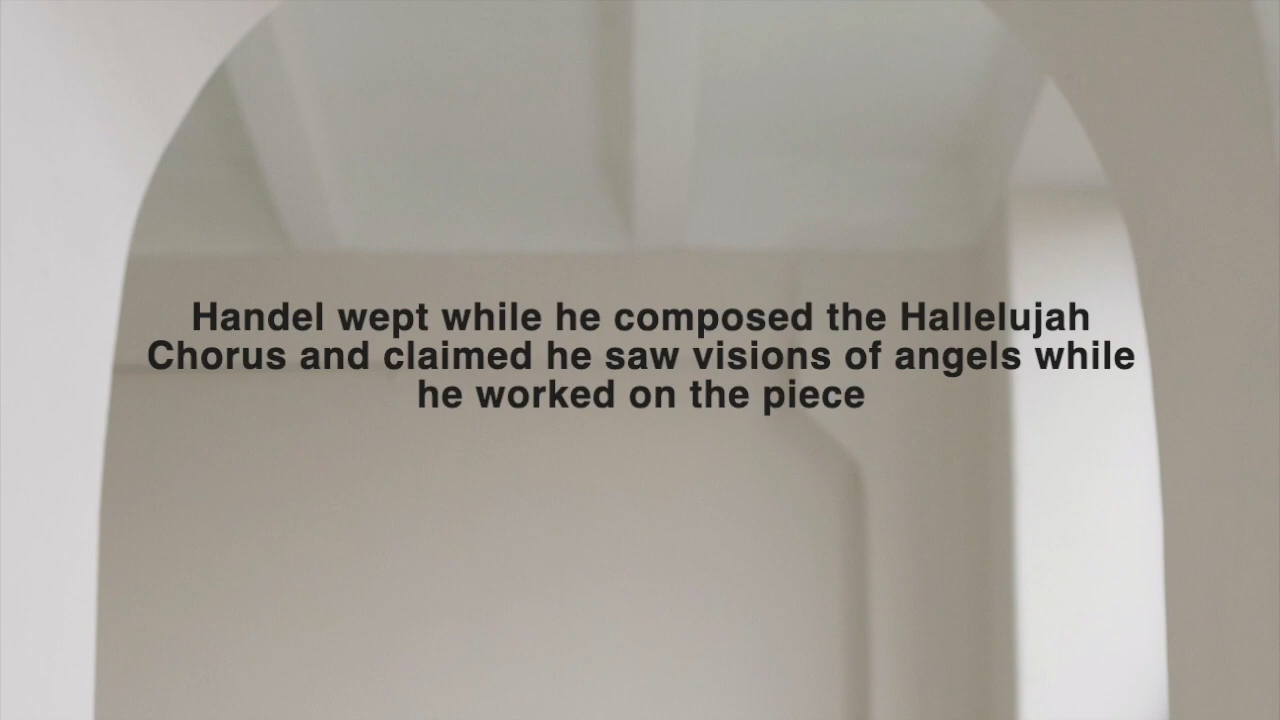 Handel wept while he composed the Hallelujah
Chorus and claimed he saw visions of angels while
he worked on the piece